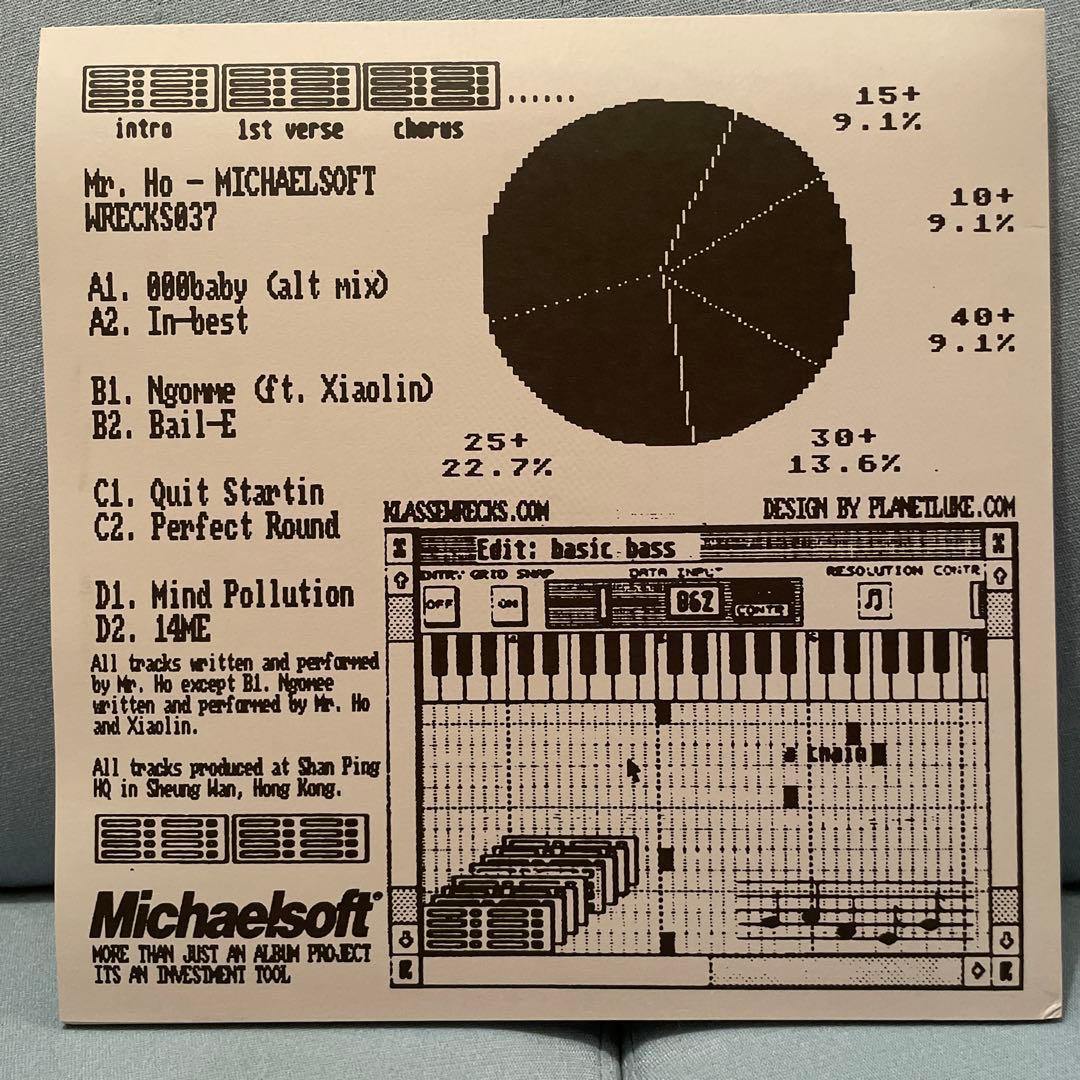 intro 1st verse chorus ......
Mr. Ho - MICHAELSOFT
WRECKS037
A1. 000baby (alt mix)
A2. In-best
B1. Ngomme (ft. Xiaolin)
B2. Bail-E
C1. Quit Startin
C2. Perfect Round
D1. Mind Pollution
D2. 14ME
All tracks written and performed
by Mr. Ho except B1. Ngomee
written and performed by Mr. Ho
and Xiaolin.
All tracks produced at Shan Ping
HQ in Sheung Wan, Hong Kong.
Michaelsoft
MORE THAN JUST AN ALBUM PROJECT
ITS AN INVESTMENT TOOL
15+
9.1%
10+
9.1%
40+
9.1%
30+
13.6%
25+
22.7%
KLASSEWRECKS.COM
DESIGN BY PLANETLUKE.COM
Edit: basic bass
ENTRY GRID SNAP DATA INPUT RESOLUTION CONTR
OFF ON 062 CONTR